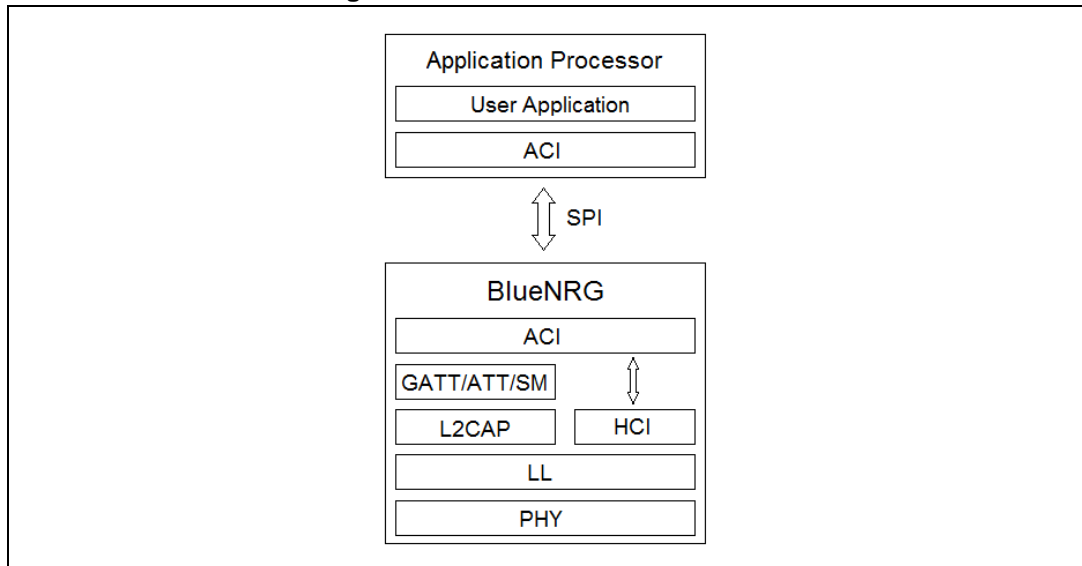 Application Processor
User Application
ACI
SPI
BlueNRG
ACI
GATT/ATT/SM
L2CAP HCI
LL
PHY